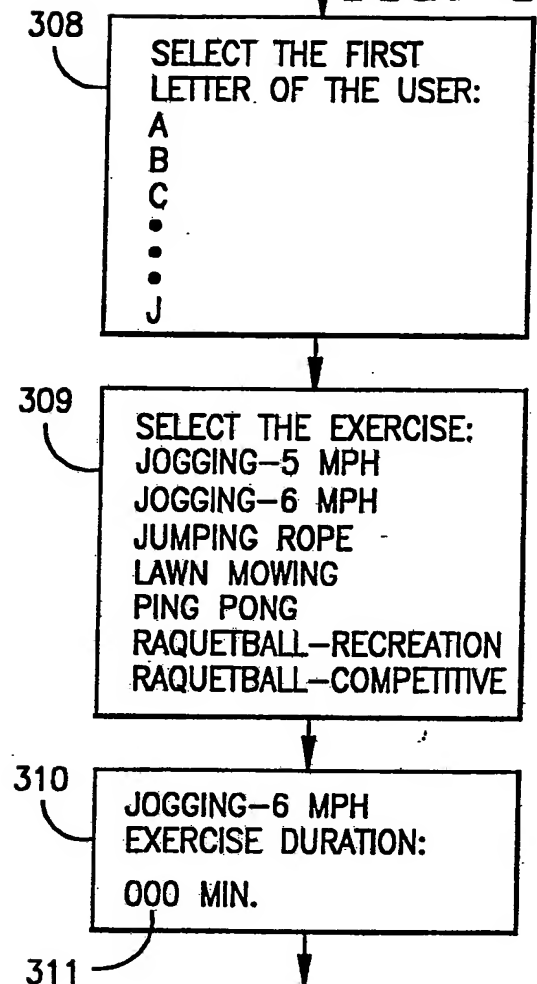 308
SELECT THE FIRST
LETTER OF THE USER:
A
B
C
•
•
•
J
309
SELECT THE EXERCISE:
JOGGING-5 MPH
JOGGING-6 MPH
JUMPING ROPE
LAWN MOWING
PING PONG
RAQUETBALL-RECREATION
RAQUETBALL-COMPETITIVE
310
JOGGING-6 MPH
EXERCISE DURATION:
000 MIN.
311